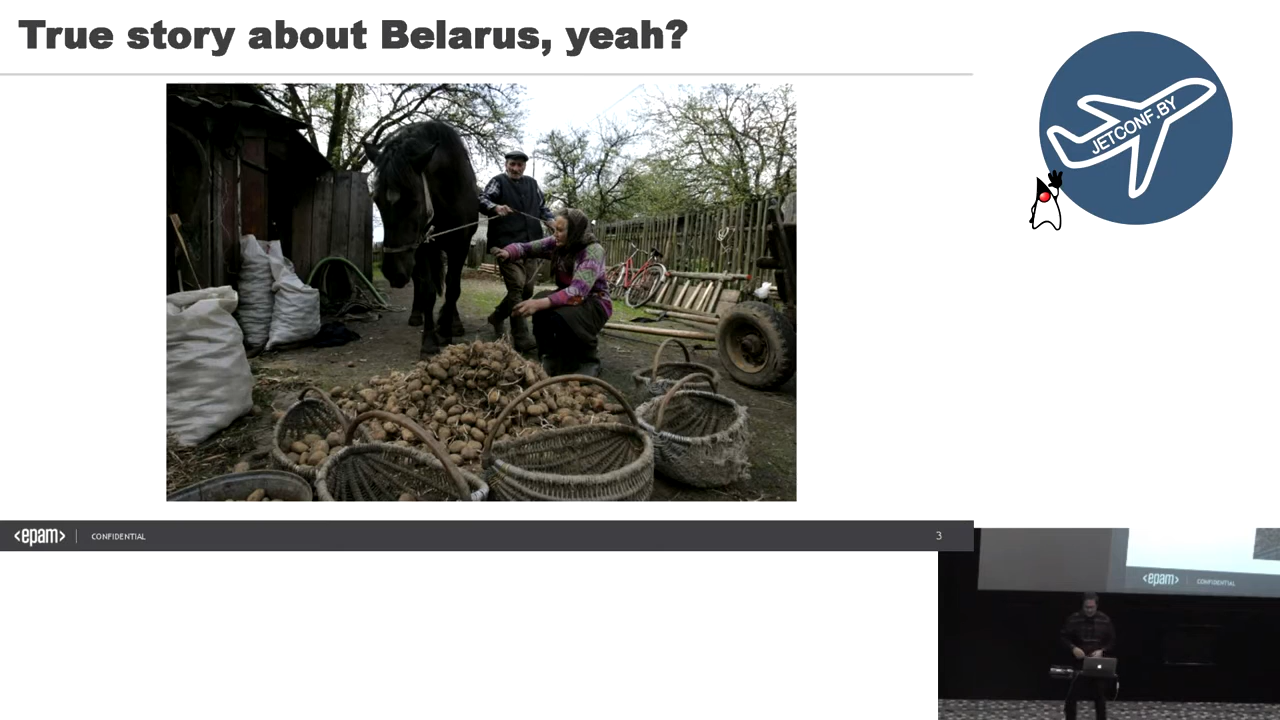 True story about Belarus, yeah?
JETCONF.BY
<epam> | CONFIDENTIAL
3
<epam> | CONFIDENTIAL